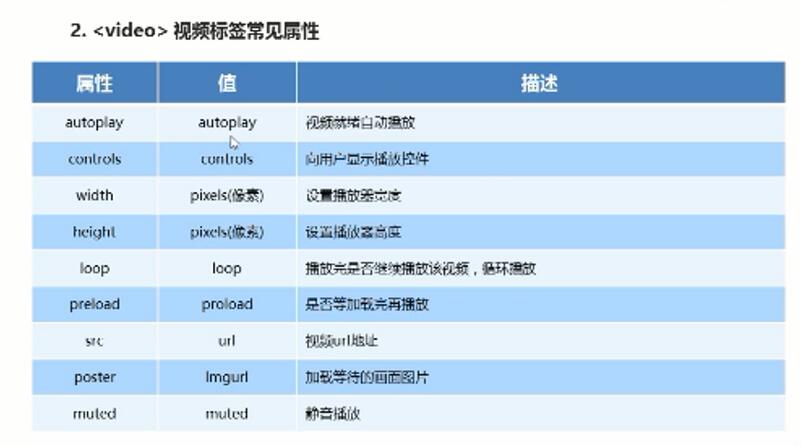 2. <video> 视频标签常见属性
属性 值 描述
autoplay autoplay 视频就绪自动播放
controls controls 向用户显示播放控件
width pixels(像素) 设置播放器宽度
height pixels(像素) 设置播放器高度
loop loop 播放完是否继续播放该视频，循环播放
preload proload 是否等加载完再播放
src url 视频url地址
poster Imgurl 加载等待的画面图片
muted muted 静音播放